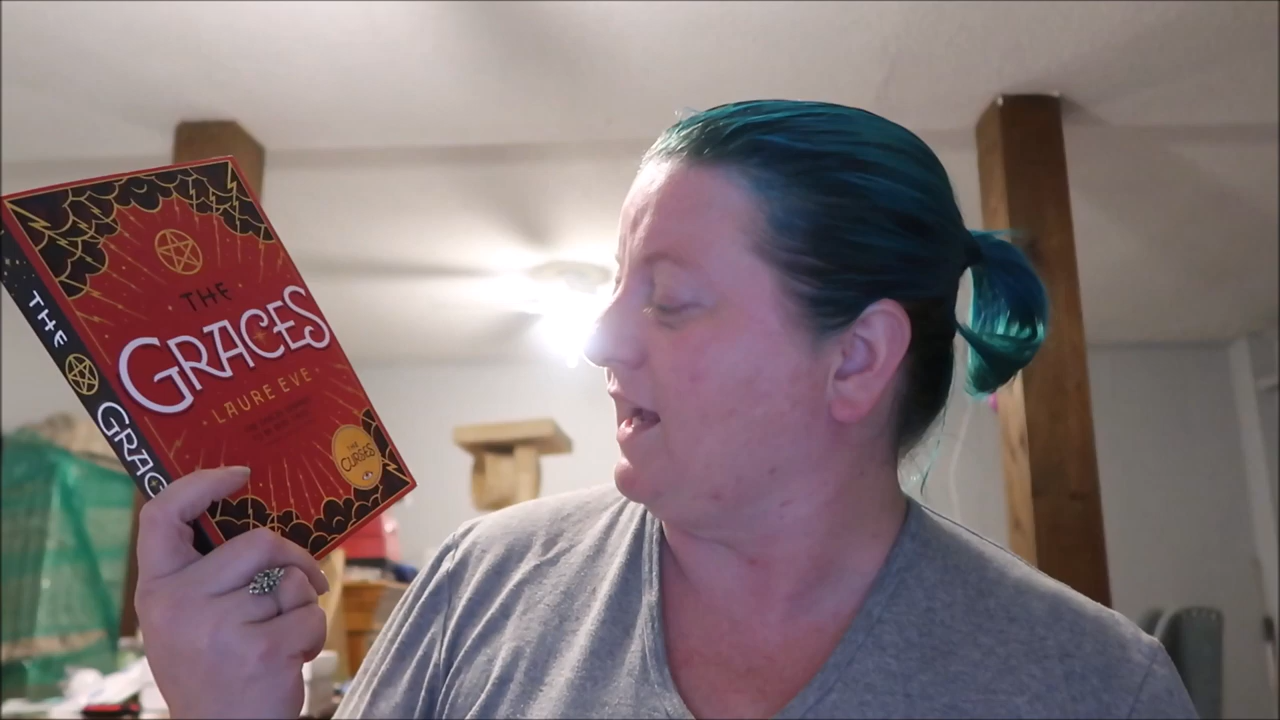 THE
GRACES
LAURE EVE
THE
CURSES
THE
GRAC